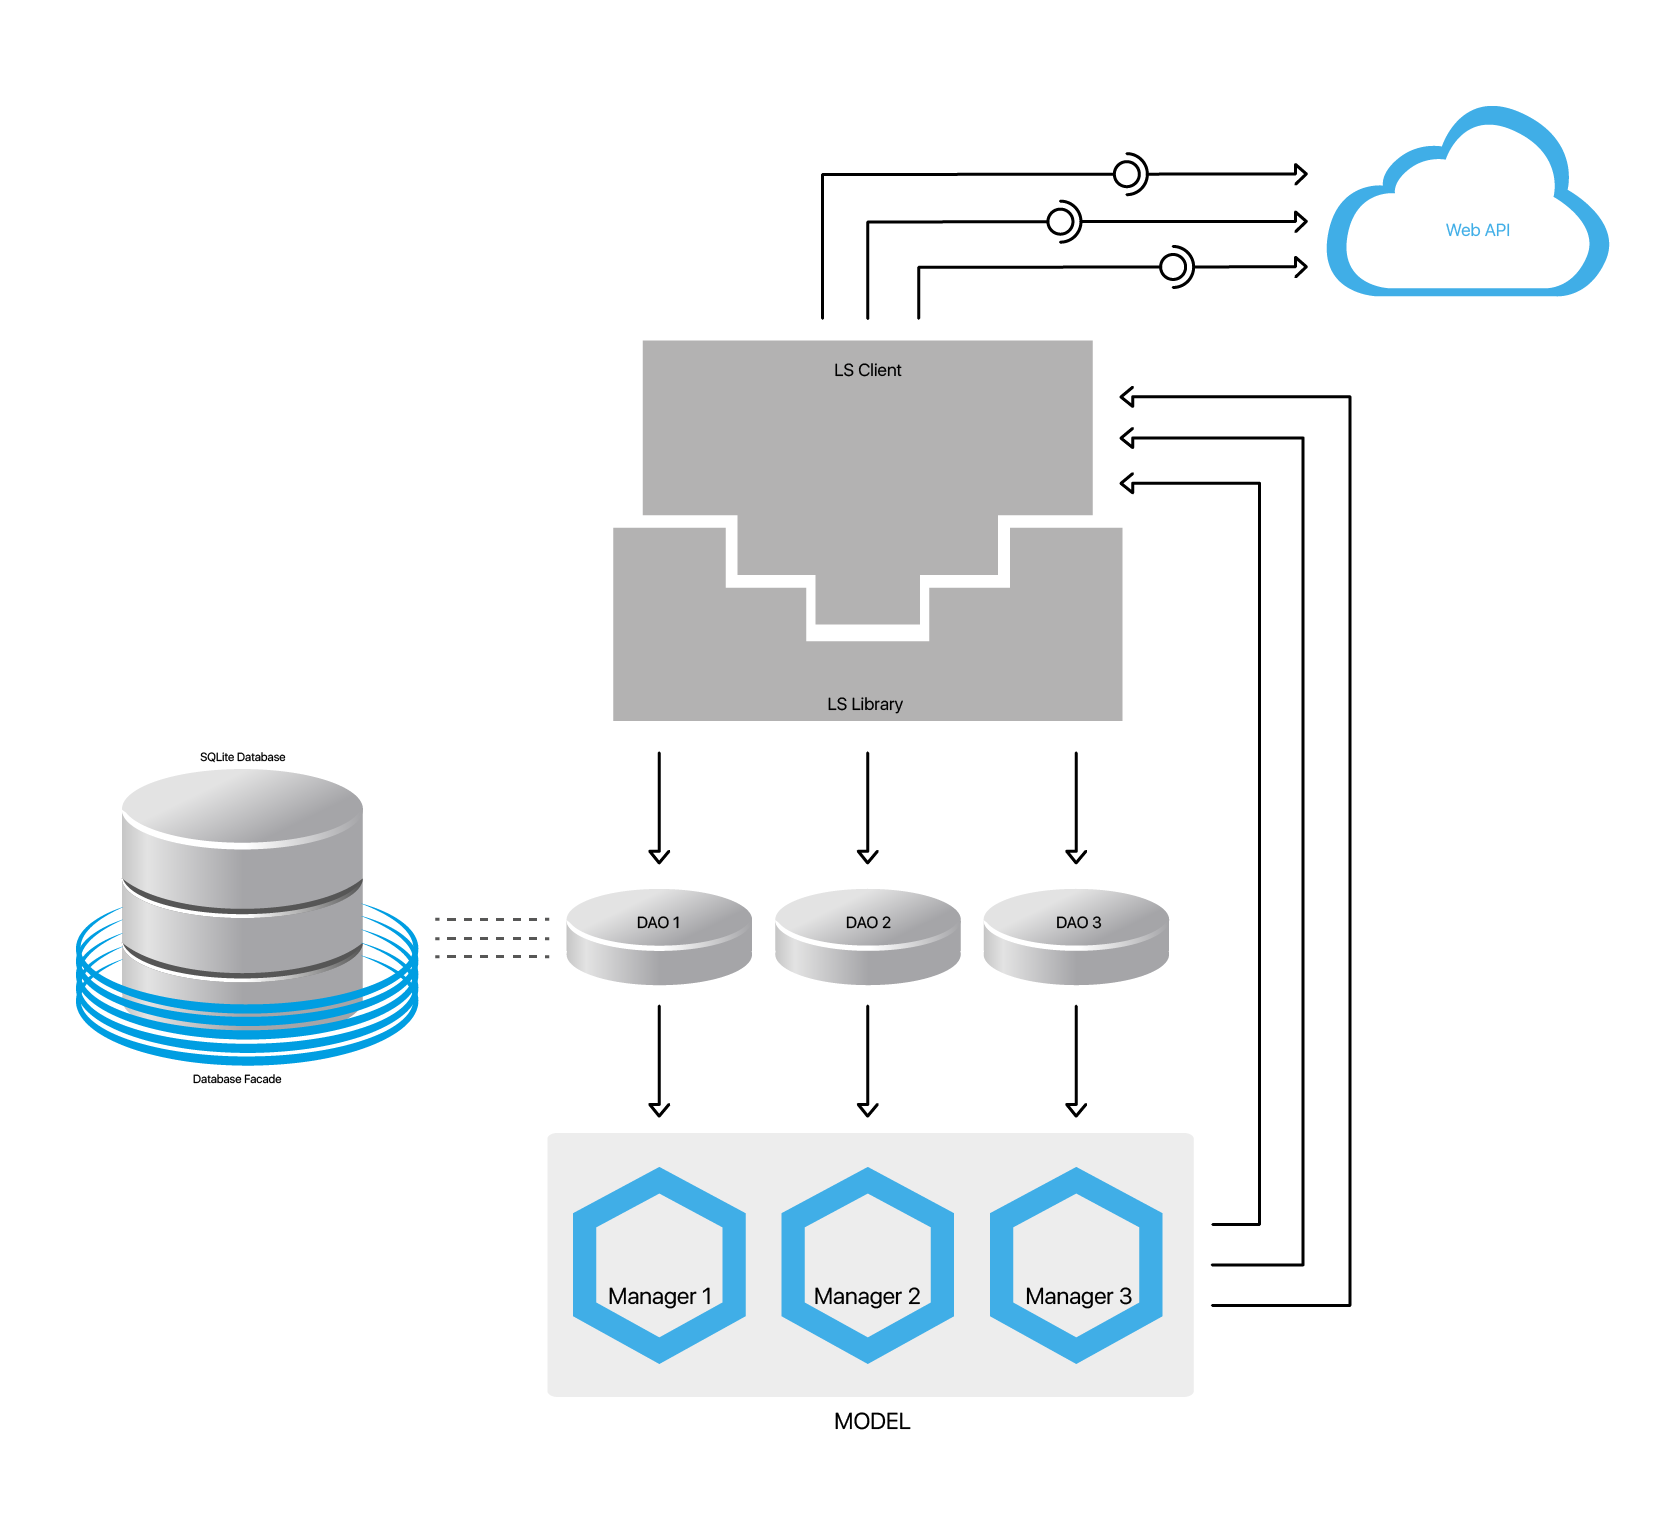 Web API
LS Client
LS Library
SQLite Database
DAO 1
DAO 2
DAO 3
Database Facade
Manager 1
Manager 2
Manager 3
MODEL